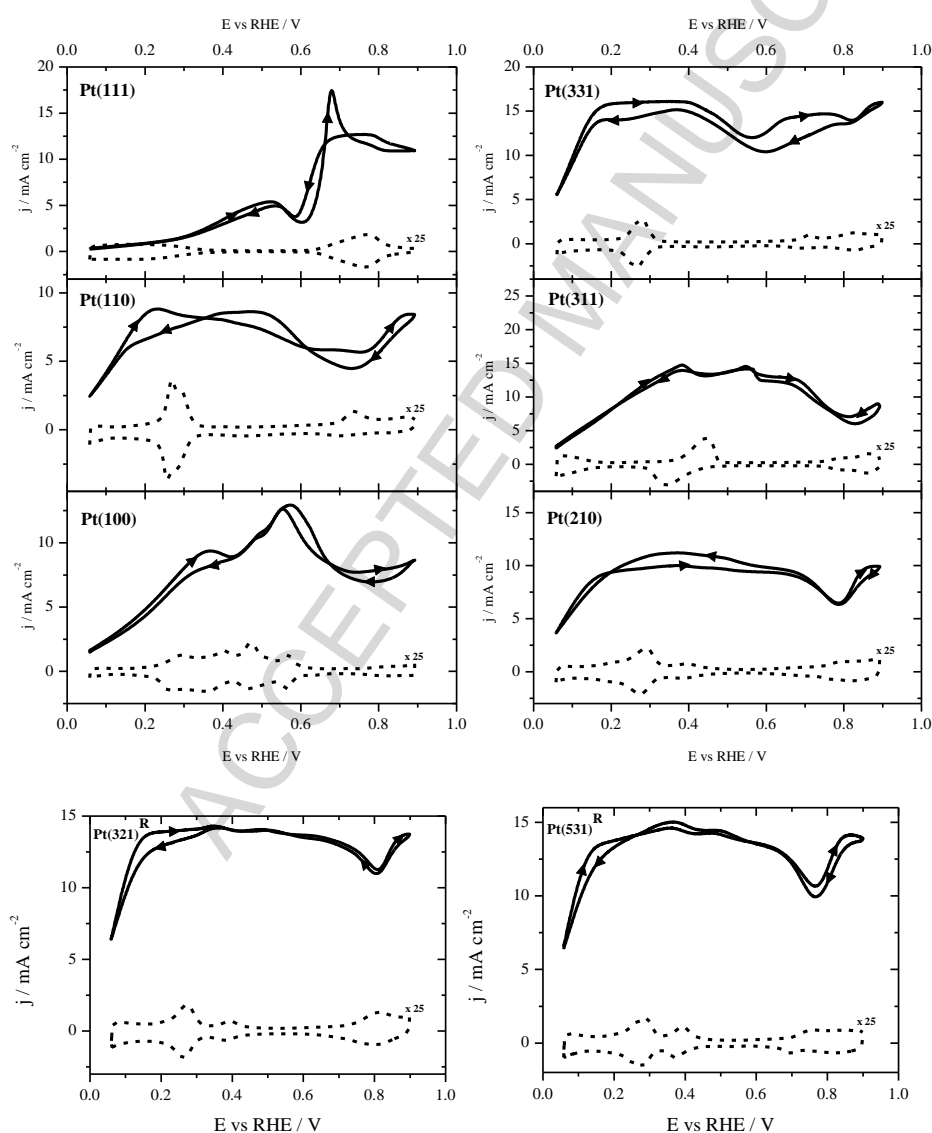 E vs RHE / V
E vs RHE / V
0.0 0.2 0.4 0.6 0.8 1.0
0.0 0.2 0.4 0.6 0.8 1.0
Pt(111)
20
15
10
5
0
j / mA cm⁻²
x 25
Pt(331)
20
15
10
5
0
j / mA cm⁻²
x 25
Pt(110)
10
5
0
j / mA cm⁻²
x 25
Pt(311)
25
20
15
10
5
0
j / mA cm⁻²
x 25
Pt(100)
10
5
0
j / mA cm⁻²
x 25
Pt(210)
15
10
5
0
j / mA cm⁻²
x 25
0.0 0.2 0.4 0.6 0.8 1.0
0.0 0.2 0.4 0.6 0.8 1.0
E vs RHE / V
E vs RHE / V
Pt(321)ᴿ
15
10
5
0
j / mA cm⁻²
x 25
0.0 0.2 0.4 0.6 0.8 1.0
E vs RHE / V
Pt(531)ᴿ
15
10
5
0
j / mA cm⁻²
x 25
0.0 0.2 0.4 0.6 0.8 1.0
E vs RHE / V
ACCEPTED MANUSC